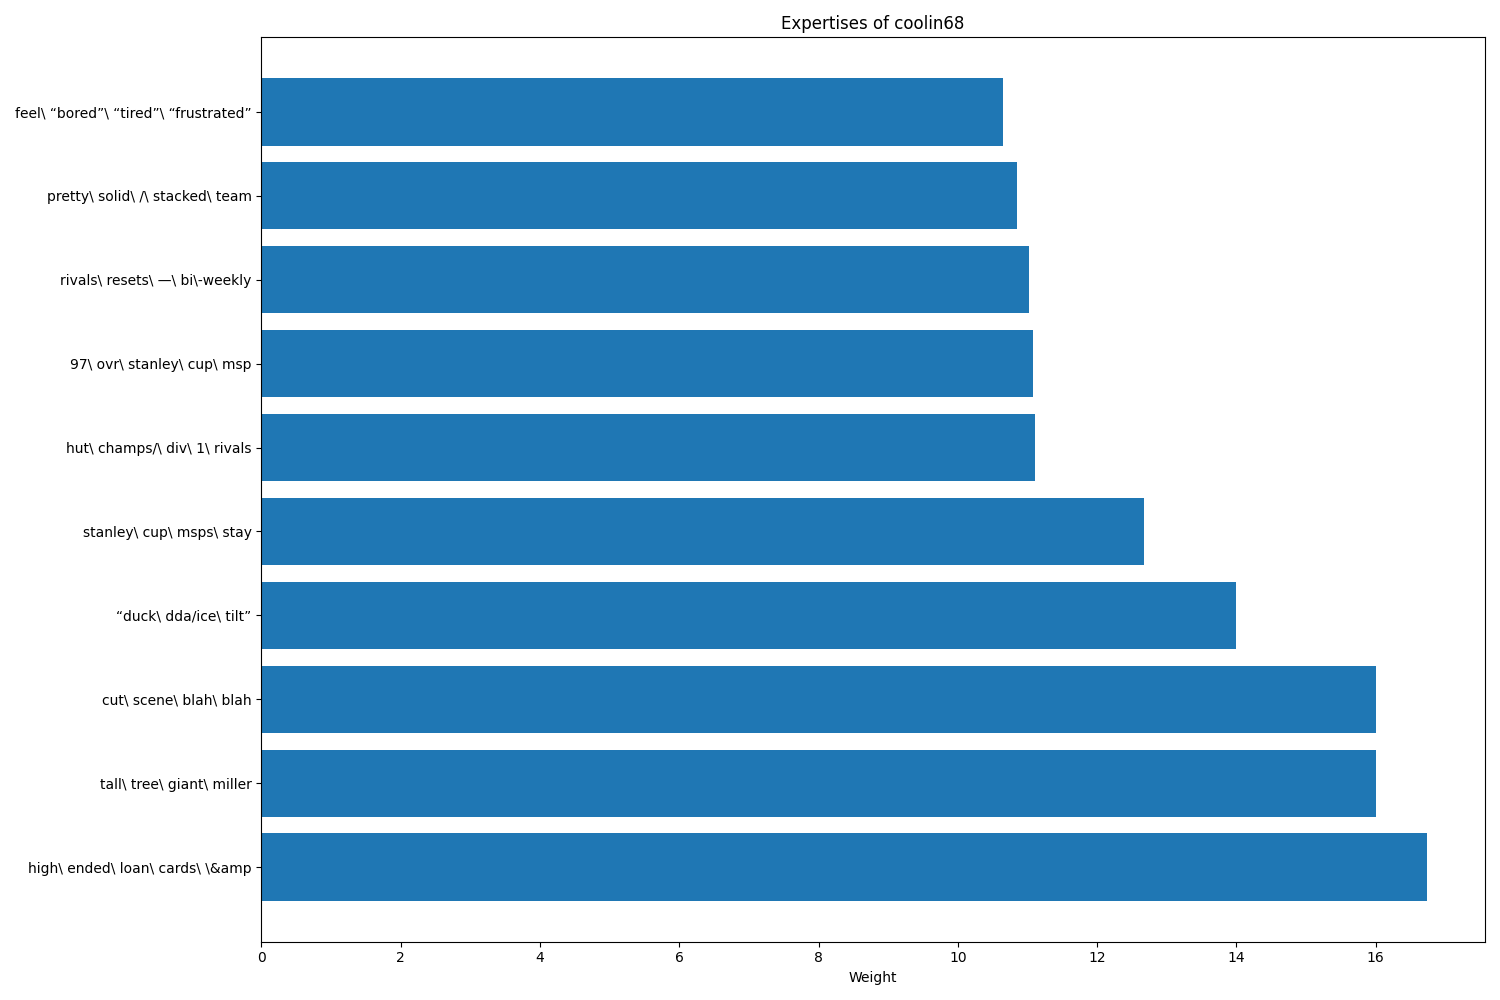 Expertises of coolin68
feel\ “bored”\ “tired”\ “frustrated”
pretty\ solid\ /\ stacked\ team
rivals\ resets\ —\ bi\-weekly
97\ ovr\ stanley\ cup\ msp
hut\ champs/\ div\ 1\ rivals
stanley\ cup\ msps\ stay
“duck\ dda/ice\ tilt”
cut\ scene\ blah\ blah
tall\ tree\ giant\ miller
high\ ended\ loan\ cards\ \&amp
0 2 4 6 8 10 12 14 16
Weight